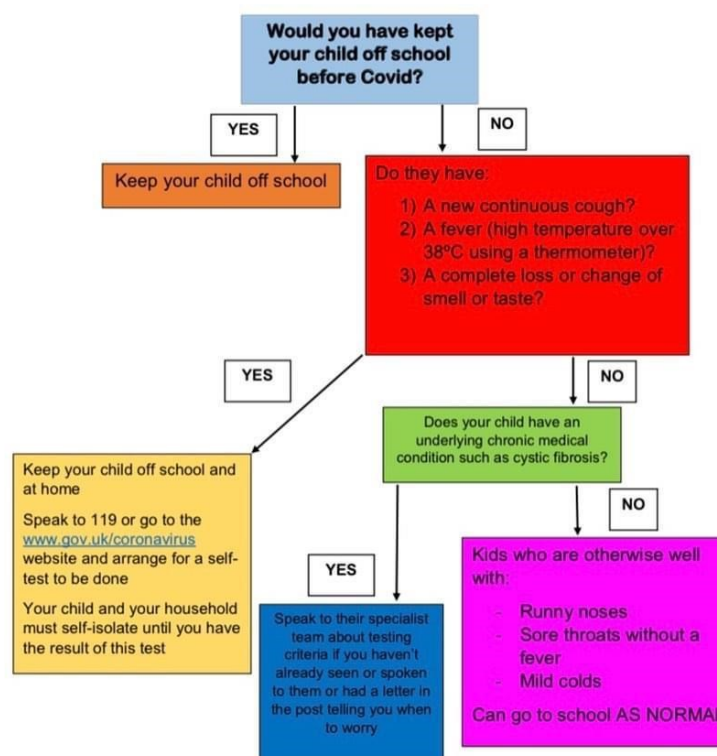 Would you have kept
your child off school
before Covid?
YES
NO
Keep your child off school
Do they have:
1) A new continuous cough?
2) A fever (high temperature over
38ºC using a thermometer)?
3) A complete loss or change of
smell or taste?
YES
NO
Does your child have an
underlying chronic medical
condition such as cystic fibrosis?
Keep your child off school and
at home
Speak to 119 or go to the
www.gov.uk/coronavirus
website and arrange for a self-
test to be done
Your child and your household
must self-isolate until you have
the result of this test
YES
NO
Speak to their specialist
team about testing
criteria if you haven't
already seen or spoken
to them or had a letter in
the post telling you when
to worry
Kids who are otherwise well
with:
- Runny noses
- Sore throats without a
fever
- Mild colds
Can go to school AS NORMAL